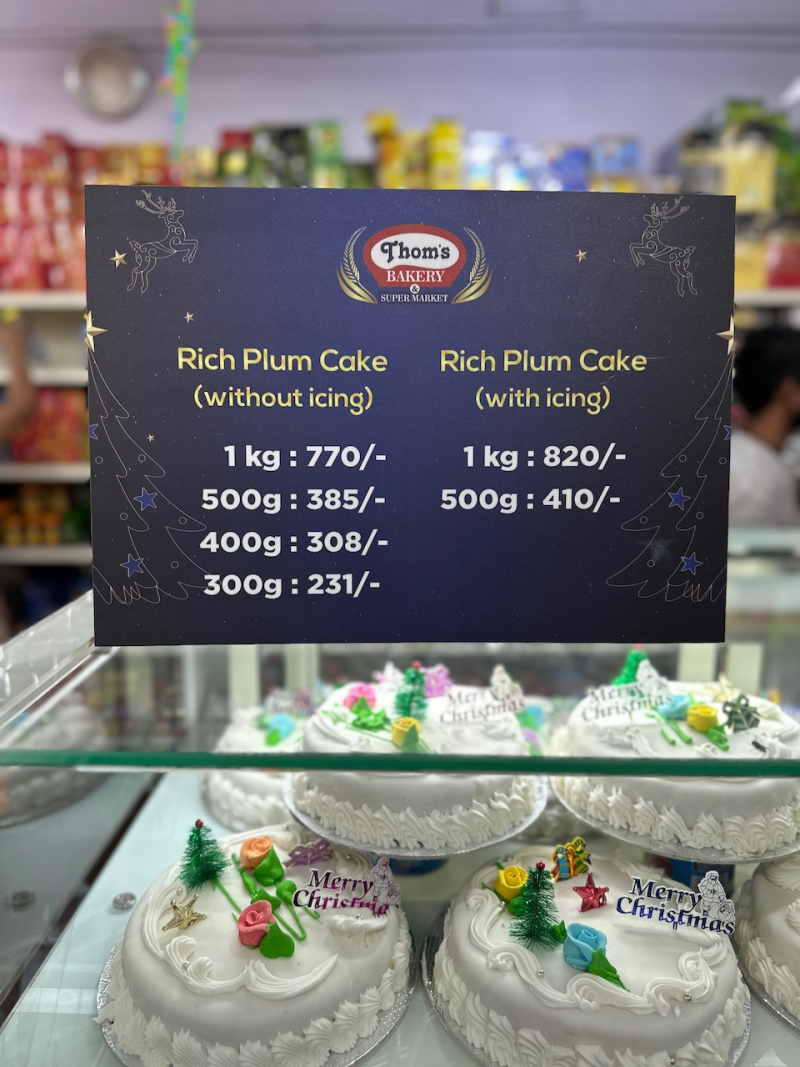 Thom's
BAKERY
&
SUPER MARKET
Rich Plum Cake
(without icing)
1 kg : 770/-
500g : 385/-
400g : 308/-
300g : 231/-
Rich Plum Cake
(with icing)
1 kg : 820/-
500g : 410/-
Merry
Christmas
Merry
Christmas
Merry
Christmas
Merry
Christmas